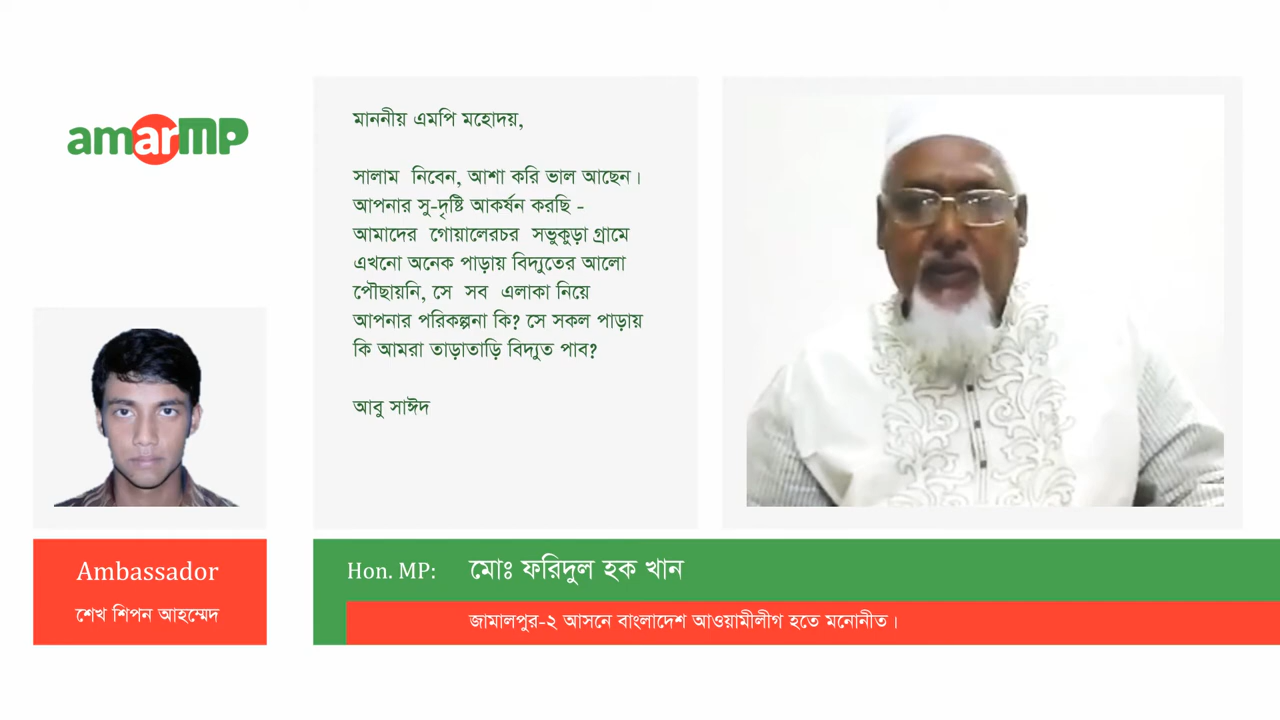 amarMP
মাননীয় এমপি মহোদয়,
সালাম নিবেন, আশা করি ভাল আছেন।
আপনার সু-দৃষ্টি আকর্ষন করছি -
আমাদের গোয়ালেরচর সভুকুড়া গ্রামে
এখনো অনেক পাড়ায় বিদ্যুতের আলো
পৌছায়নি, সে সব এলাকা নিয়ে
আপনার পরিকল্পনা কি? সে সকল পাড়ায়
কি আমরা তাড়াতাড়ি বিদ্যুত পাব?
আবু সাঈদ
Ambassador
শেখ শিপন আহম্মেদ
Hon. MP: মোঃ ফরিদুল হক খান
জামালপুর-২ আসনে বাংলাদেশ আওয়ামীলীগ হতে মনোনীত।